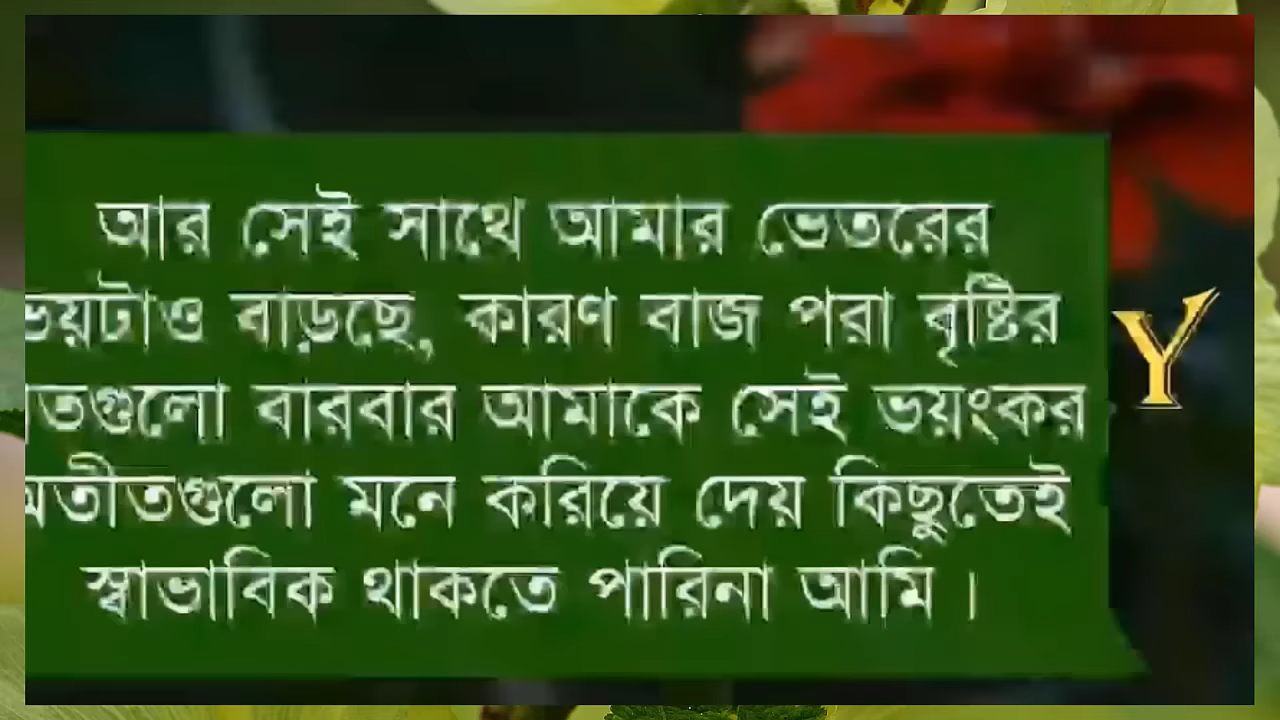 আর সেই সাথে আমার ভেতরের
ভয়টাও বাড়ছে, কারণ বাজ পরা বৃষ্টির
বারবার আমাকে সেই ভয়ংকর
অতীতগুলো মনে করিয়ে দেয় কিছুতেই
স্বাভাবিক থাকতে পারিনা আমি ।
Y